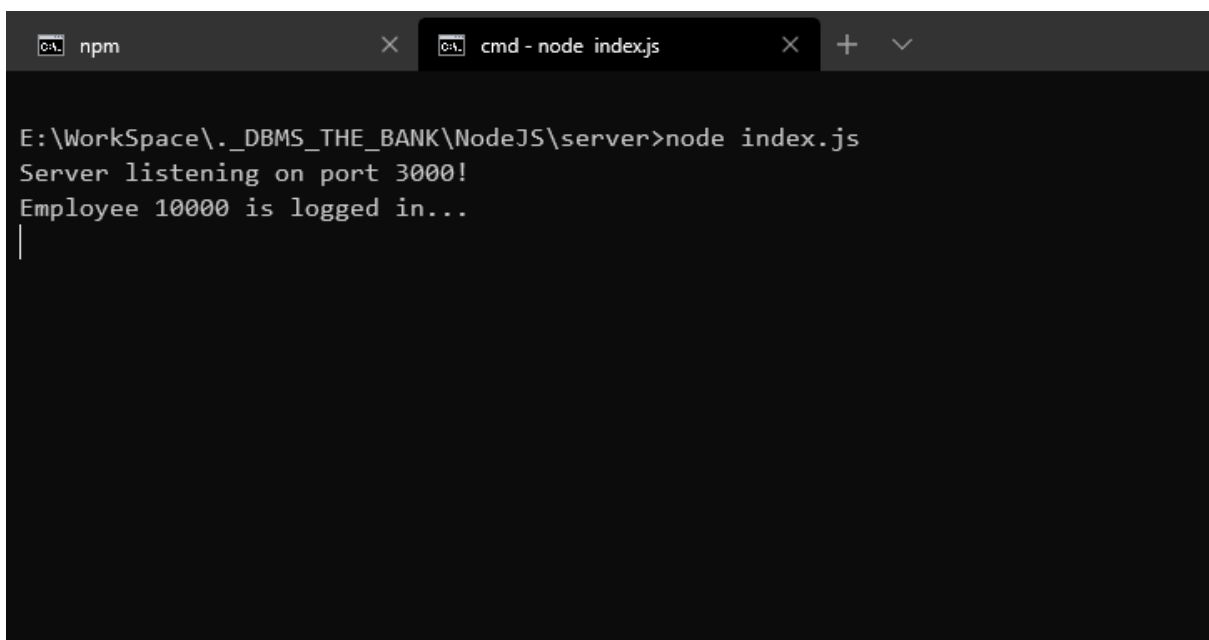 npm
cmd - node index.js
E:\WorkSpace\._DBMS_THE_BANK\NodeJS\server>node index.js
Server listening on port 3000!
Employee 10000 is logged in...